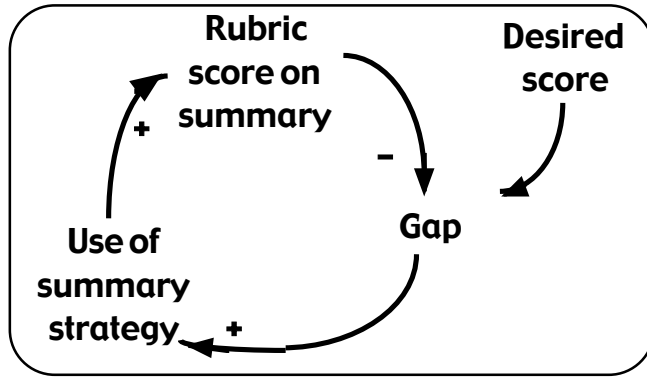 Rubric
score on
summary
Desired
score
+
-
Gap
Use of
summary
strategy
+